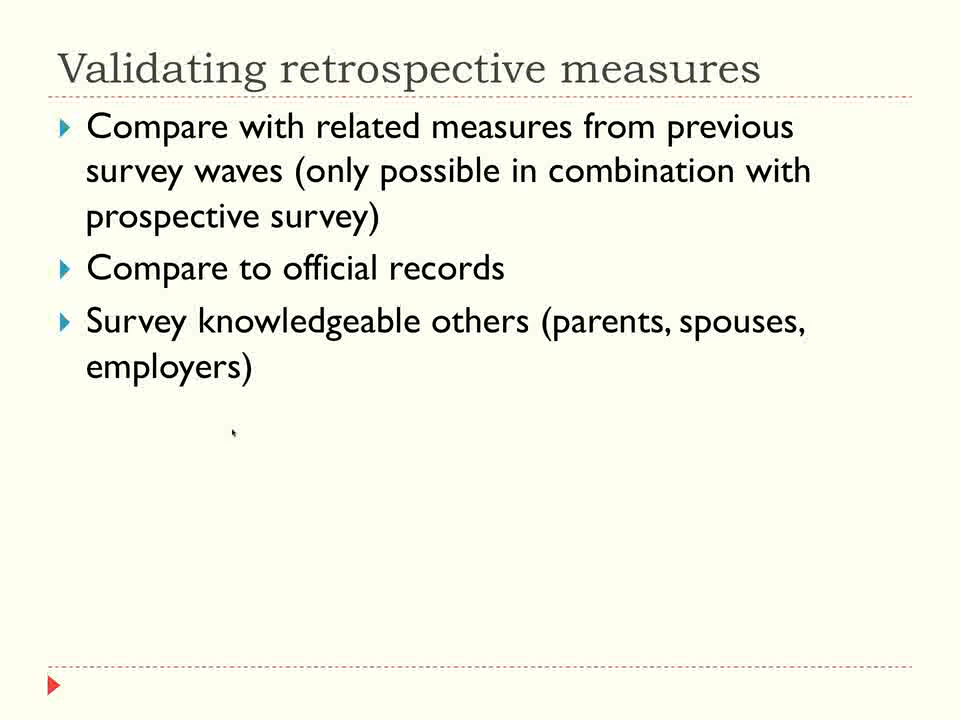 Validating retrospective measures
Compare with related measures from previous
survey waves (only possible in combination with
prospective survey)
Compare to official records
Survey knowledgeable others (parents, spouses,
employers)